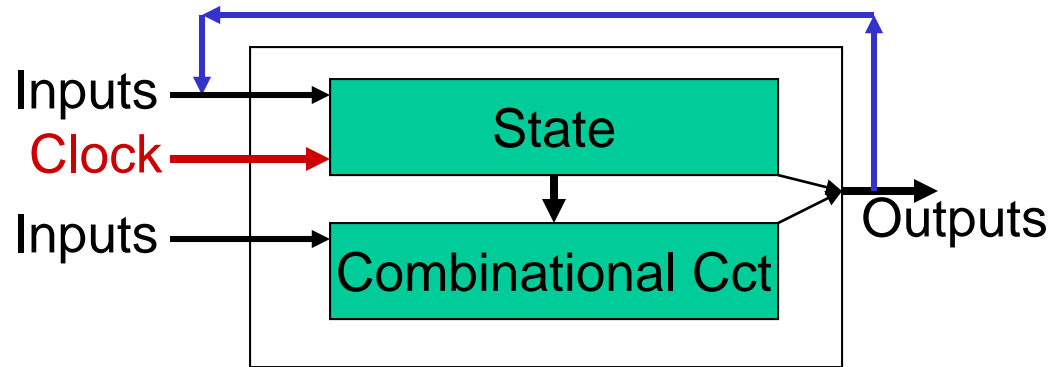 Inputs
State
Clock
Inputs
Outputs
Combinational Cct